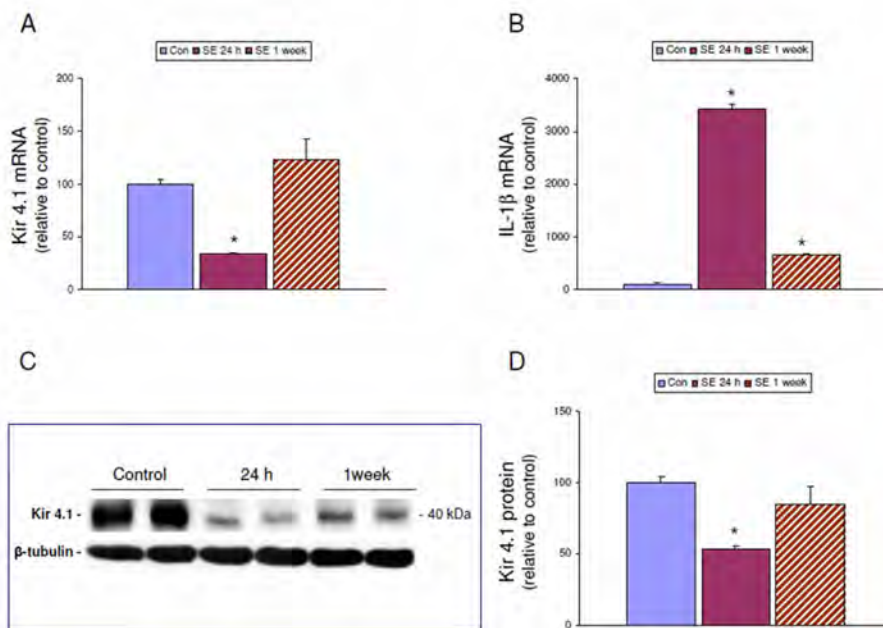 A
Con SE 24 h SE 1 week
Kir 4.1 mRNA
(relative to control)
200
150
100
50
0
*
B
Con SE 24 h SE 1 week
IL-1β mRNA
(relative to control)
4000
3000
2000
1000
0
*
*
C
Control 24 h 1week
Kir 4.1 - - 40 kDa
β-tubulin -
D
Con SE 24 h SE 1 week
Kir 4.1 protein
(relative to control)
150
100
50
0
*